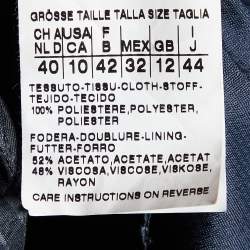 GRÖSSE TAILLE TALLA SIZE TAGLIA
CH A USA F I
NL D CA B MEX GB J
40 10 42 32 12 44
TESSUTO-TISSU-CLOTH-STOFF-
TEJIDO-TECIDO
100% POLIESTERE, POLYESTER,
POLIESTER
FODERA-DOUBLURE-LINING-
FUTTER-FORRO
52% ACETATO, ACETATE, ACETAT
48% VISCOSA, VISCOSE, VISKOSE,
RAYON
CARE INSTRUCTIONS ON REVERSE